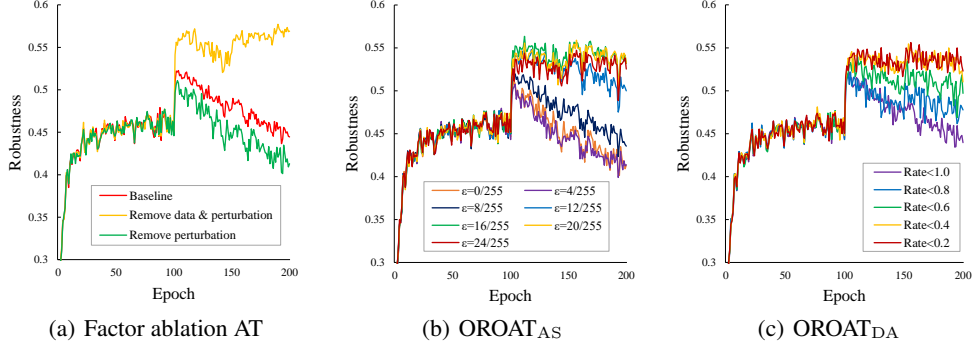 0.6
0.55
0.5
0.45
0.4
0.35
0.3
Robustness
0 50 100 150 200
Epoch
Baseline
Remove data & perturbation
Remove perturbation
(a) Factor ablation AT
0.6
0.55
0.5
0.45
0.4
0.35
0.3
Robustness
0 50 100 150 200
Epoch
ε=0/255 ε=4/255
ε=8/255 ε=12/255
ε=16/255 ε=20/255
ε=24/255
(b) OROAT_AS
0.6
0.55
0.5
0.45
0.4
0.35
0.3
Robustness
0 50 100 150 200
Epoch
Rate<1.0
Rate<0.8
Rate<0.6
Rate<0.4
Rate<0.2
(c) OROAT_DA